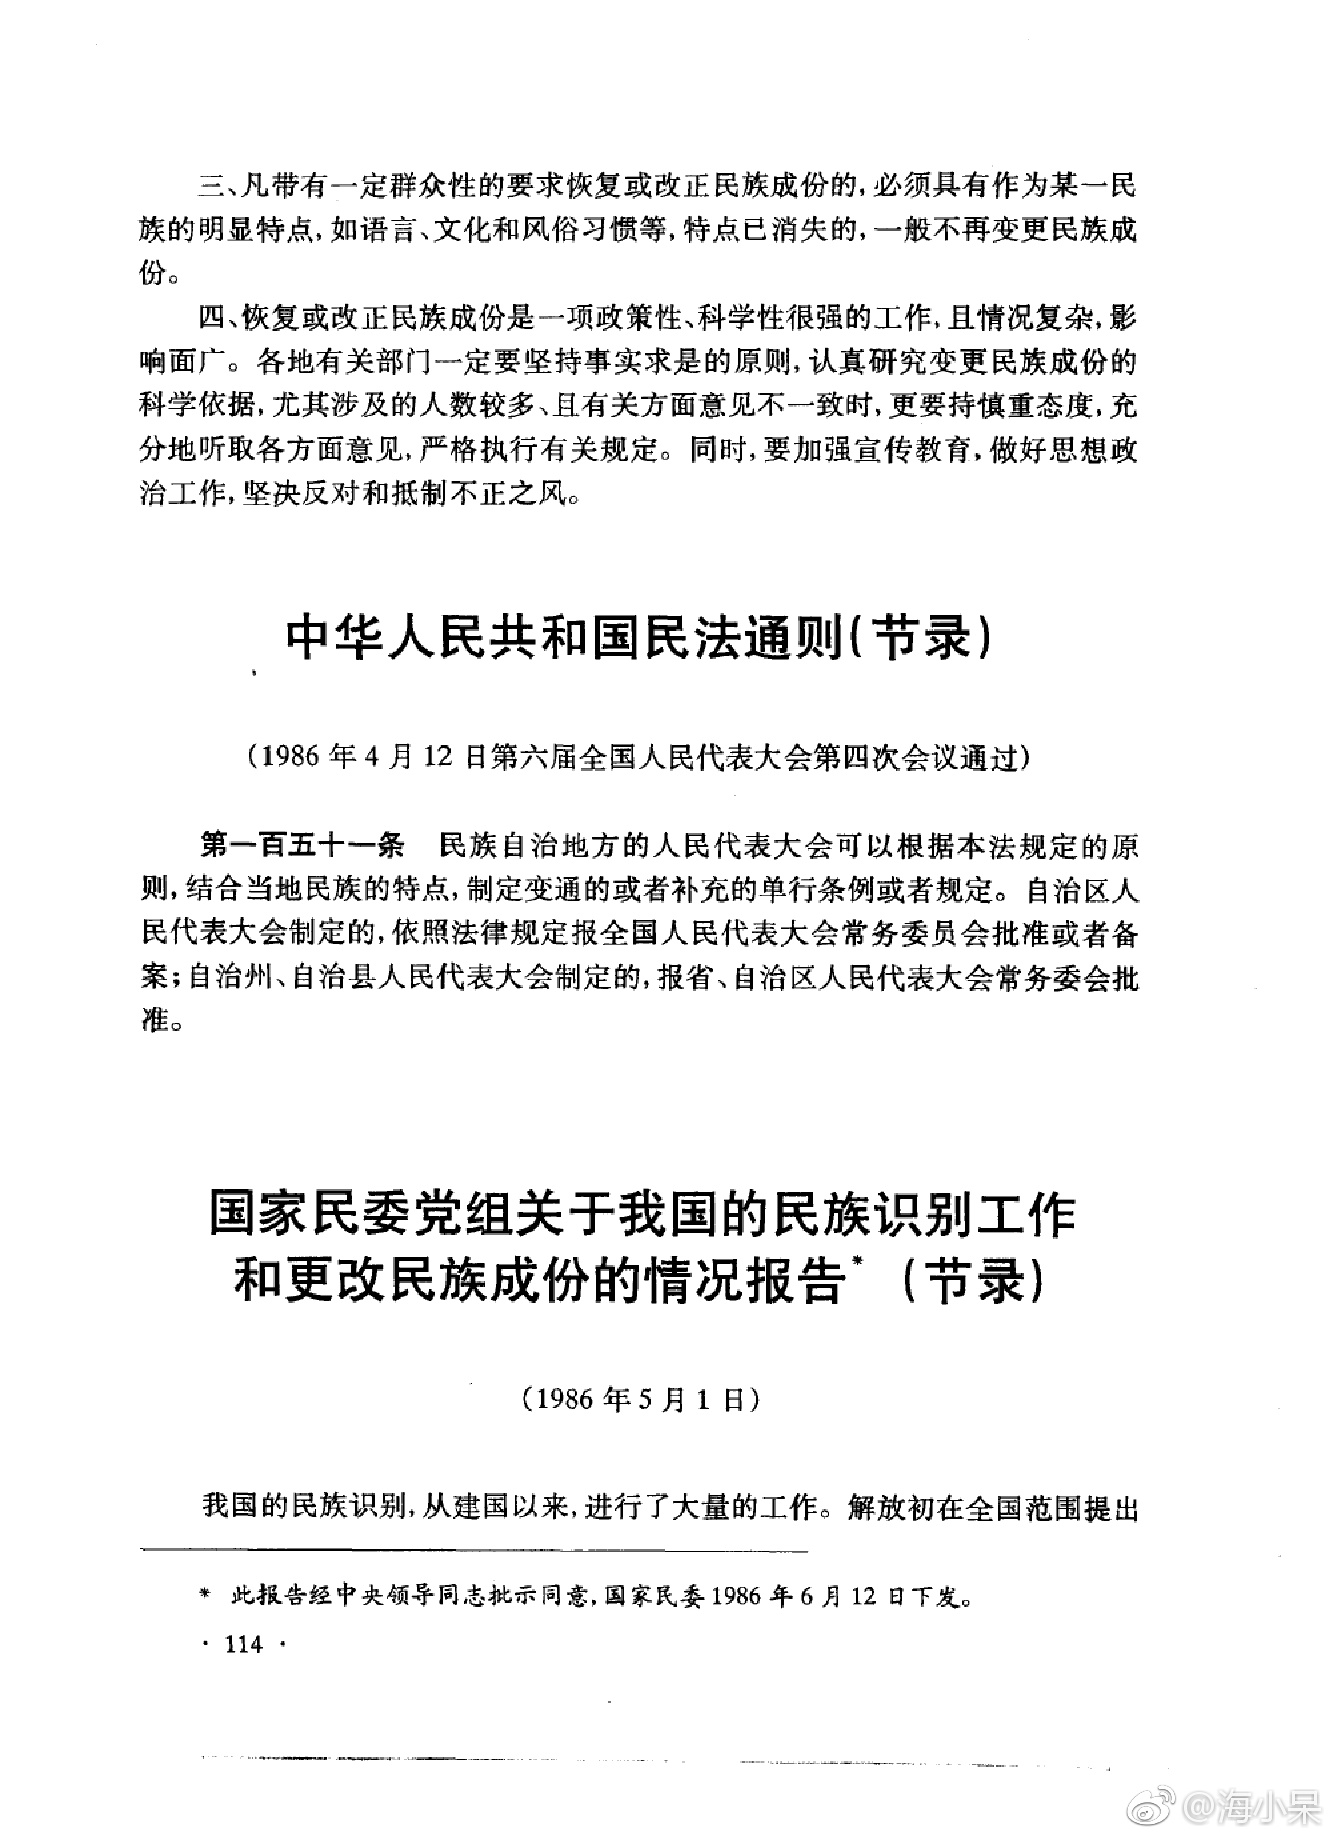 三、凡带有一定群众性的要求恢复或改正民族成份的,必须具有作为某一民
族的明显特点,如语言、文化和风俗习惯等,特点已消失的,一般不再变更民族成
份。
四、恢复或改正民族成份是一项政策性、科学性很强的工作,且情况复杂,影
响面广。各地有关部门一定要坚持事实求是的原则,认真研究变更民族成份的
科学依据,尤其涉及的人数较多、且有关方面意见不一致时,更要持慎重态度,充
分地听取各方面意见,严格执行有关规定。同时,要加强宣传教育,做好思想政
治工作,坚决反对和抵制不正之风。
中华人民共和国民法通则(节录)
(1986年4月12日第六届全国人民代表大会第四次会议通过)
第一百五十一条 民族自治地方的人民代表大会可以根据本法规定的原
则,结合当地民族的特点,制定变通的或者补充的单行条例或者规定。自治区人
民代表大会制定的,依照法律规定报全国人民代表大会常务委员会批准或者备
案;自治州、自治县人民代表大会制定的,报省、自治区人民代表大会常务委会批
准。
国家民委党组关于我国的民族识别工作
和更改民族成份的情况报告*(节录)
(1986年5月1日)
我国的民族识别,从建国以来,进行了大量的工作。解放初在全国范围提出
* 此报告经中央领导同志批示同意,国家民委1986年6月12日下发。
· 114 ·
@海小呆